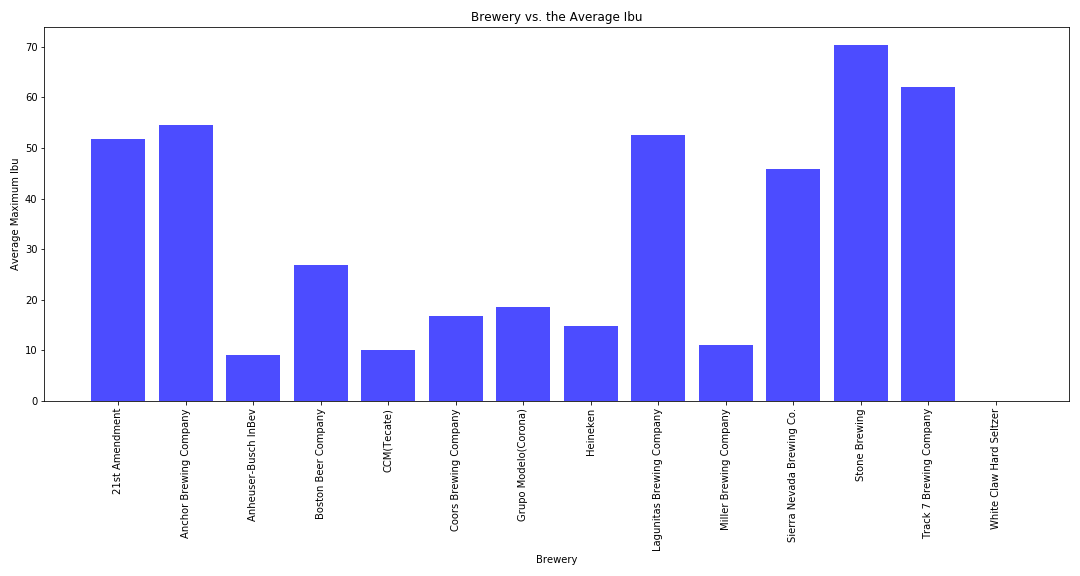 Brewery vs. the Average Ibu
Average Maximum Ibu
70
60
50
40
30
20
10
0
21st Amendment
Anchor Brewing Company
Anheuser-Busch InBev
Boston Beer Company
CCM(Tecate)
Coors Brewing Company
Grupo Modelo(Corona)
Heineken
Lagunitas Brewing Company
Miller Brewing Company
Sierra Nevada Brewing Co.
Stone Brewing
Track 7 Brewing Company
White Claw Hard Seltzer
Brewery